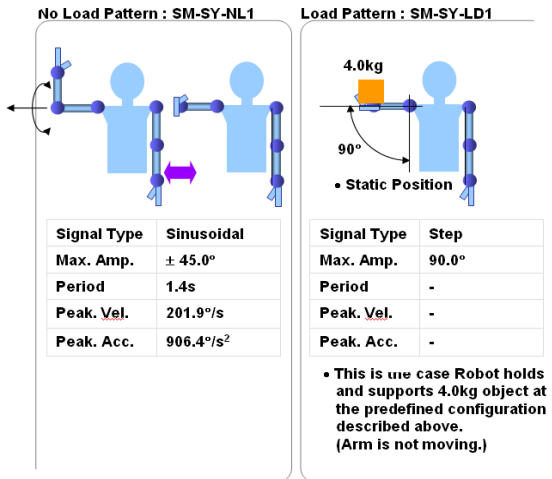 No Load Pattern : SM-SY-NL1
Load Pattern : SM-SY-LD1
4.0kg
90º
• Static Position
Signal Type Sinusoidal
Max. Amp. ± 45.0º
Period 1.4s
Peak. Vel. 201.9º/s
Peak. Acc. 906.4º/s²
Signal Type Step
Max. Amp. 90.0º
Period -
Peak. Vel. -
Peak. Acc. -
• This is the case Robot holds
and supports 4.0kg object at
the predefined configuration
described above.
(Arm is not moving.)